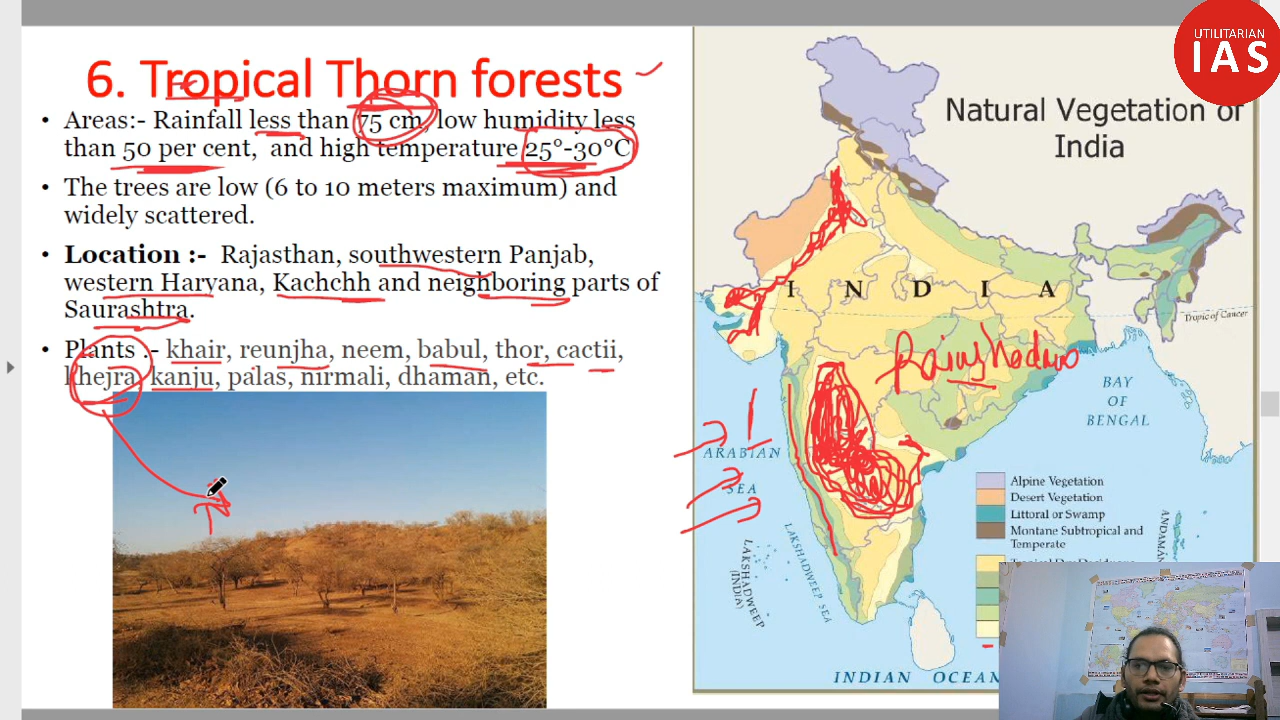 UTILITARIAN
IAS
6. Tropical Thorn forests
• Areas:- Rainfall less than 75 cm, low humidity less
than 50 per cent, and high temperature 25°-30°C
• The trees are low (6 to 10 meters maximum) and
widely scattered.
• Location :- Rajasthan, southwestern Panjab,
western Haryana, Kachchh and neighboring parts of
Saurashtra.
• Plants :- khair, reunjha, neem, babul, thor, cactii,
khejra, kanju, palas, nirmali, dhaman, etc.
Natural Vegetation of
India
I N D I A
Tropic of Cancer
BAY
OF
BENGAL
ARABIAN
SEA
LAKSHADWEEP
(INDIA)
LAKSHADWEEP SEA
Alpine Vegetation
Desert Vegetation
Littoral or Swamp
Montane Subtropical and
Temperate
INDIAN OCEAN